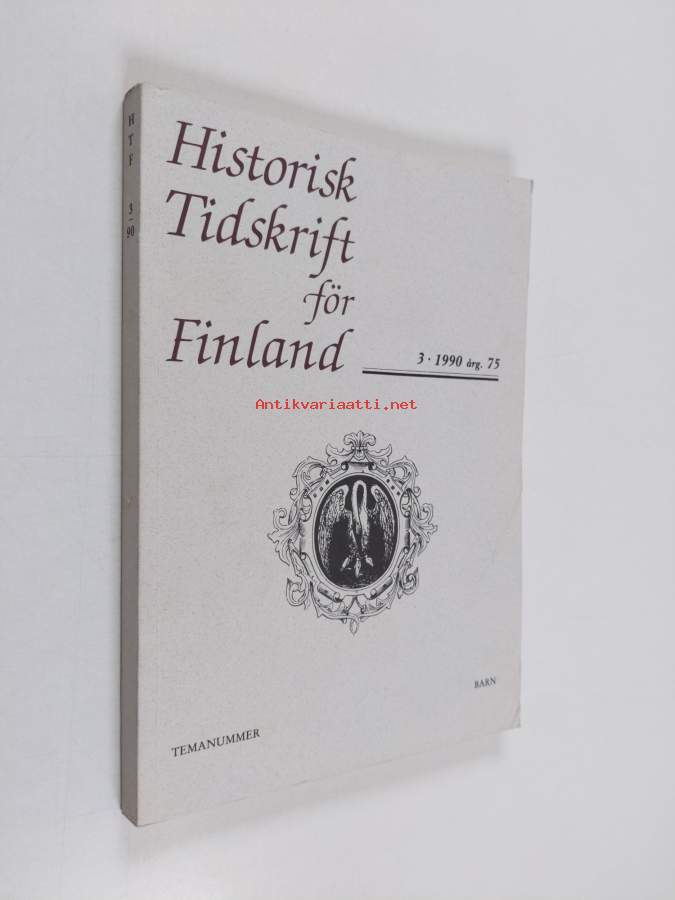 H
T
F
3
90
Historisk
Tidskrift
för
Finland
3 · 1990 årg. 75
Antikvariaatti.net
BARN
TEMANUMMER